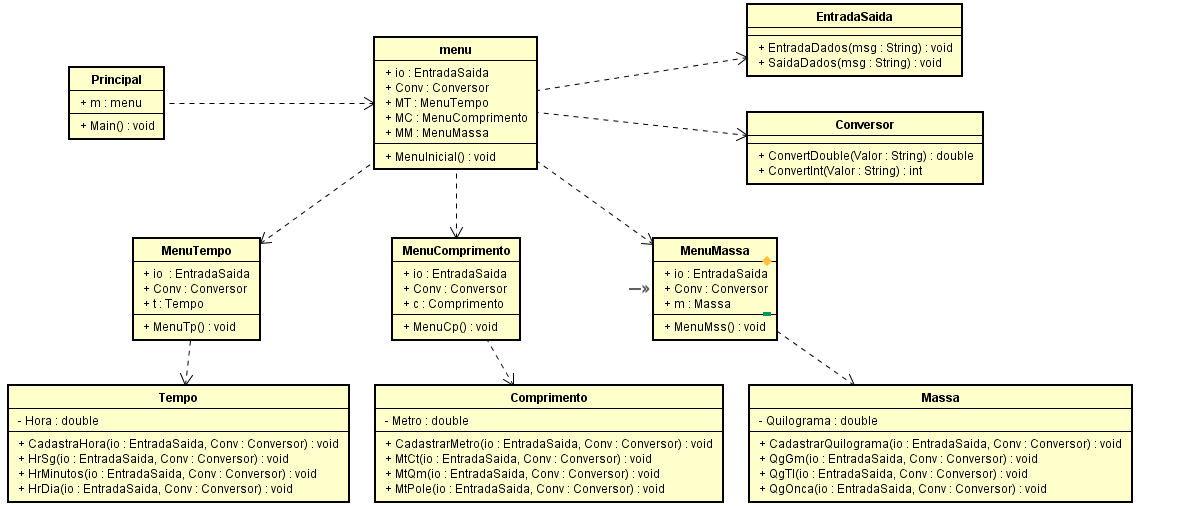 EntradaSaida
+ EntradaDados(msg : String) : void
+ SaidaDados(msg : String) : void
menu
+ io : EntradaSaida
+ Conv : Conversor
+ MT : MenuTempo
+ MC : MenuComprimento
+ MM : MenuMassa
+ MenuInicial() : void
Principal
+ m : menu
+ Main() : void
Conversor
+ ConvertDouble(Valor : String) : double
+ ConvertInt(Valor : String) : int
MenuTempo
+ io : EntradaSaida
+ Conv : Conversor
+ t : Tempo
+ MenuTp() : void
MenuComprimento
+ io : EntradaSaida
+ Conv : Conversor
+ c : Comprimento
+ MenuCp() : void
MenuMassa
+ io : EntradaSaida
+ Conv : Conversor
+ m : Massa
+ MenuMss() : void
Tempo
- Hora : double
+ CadastraHora(io : EntradaSaida, Conv : Conversor) : void
+ HrSg(io : EntradaSaida, Conv : Conversor) : void
+ HrMinutos(io : EntradaSaida, Conv : Conversor) : void
+ HrDia(io : EntradaSaida, Conv : Conversor) : void
Comprimento
- Metro : double
+ CadastrarMetro(io : EntradaSaida, Conv : Conversor) : void
+ MtCt(io : EntradaSaida, Conv : Conversor) : void
+ MtQm(io : EntradaSaida, Conv : Conversor) : void
+ MtPole(io : EntradaSaida, Conv : Conversor) : void
Massa
- Quilograma : double
+ CadastrarQuilograma(io : EntradaSaida, Conv : Conversor) : void
+ QgGm(io : EntradaSaida, Conv : Conversor) : void
+ QgTl(io : EntradaSaida, Conv : Conversor) : void
+ QgOnca(io : EntradaSaida, Conv : Conversor) : void